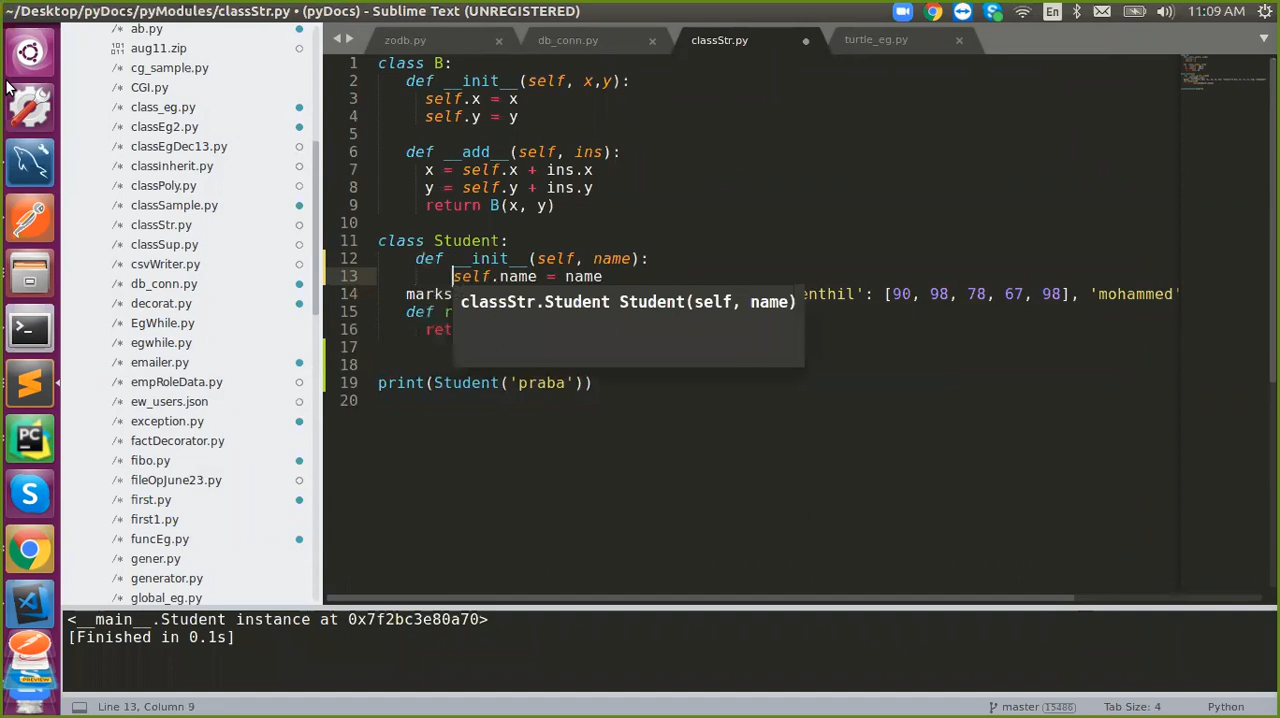 ~/Desktop/pyDocs/pyModules/classStr.py • (pyDocs) - Sublime Text (UNREGISTERED)
En
11:09 AM
ab.py
aug11.zip
cg_sample.py
CGI.py
class_eg.py
classEg2.py
classEgDec13.py
classInherit.py
classPoly.py
classSample.py
classStr.py
classSup.py
csvWriter.py
db_conn.py
decorat.py
EgWhile.py
egwhile.py
emailer.py
empRoleData.py
ew_users.json
exception.py
factDecorator.py
fibo.py
fileOpJune23.py
first.py
first1.py
funcEg.py
gener.py
generator.py
global_eg.py
zodb.py
db_conn.py
classStr.py
turtle_eg.py
1 class B:
2 def __init__(self, x,y):
3 self.x = x
4 self.y = y
5
6 def __add__(self, ins):
7 x = self.x + ins.x
8 y = self.y + ins.y
9 return B(x, y)
10
11 class Student:
12 def __init__(self, name):
13 self.name = name
14 marks enthil': [90, 98, 78, 67, 98], 'mohammed'
classStr.Student Student(self, name)
15 def r
16 ret
17
18
19 print(Student('praba'))
20
<__main__.Student instance at 0x7f2bc3e80a70>
[Finished in 0.1s]
Line 13, Column 9
master 15486
Tab Size: 4
Python